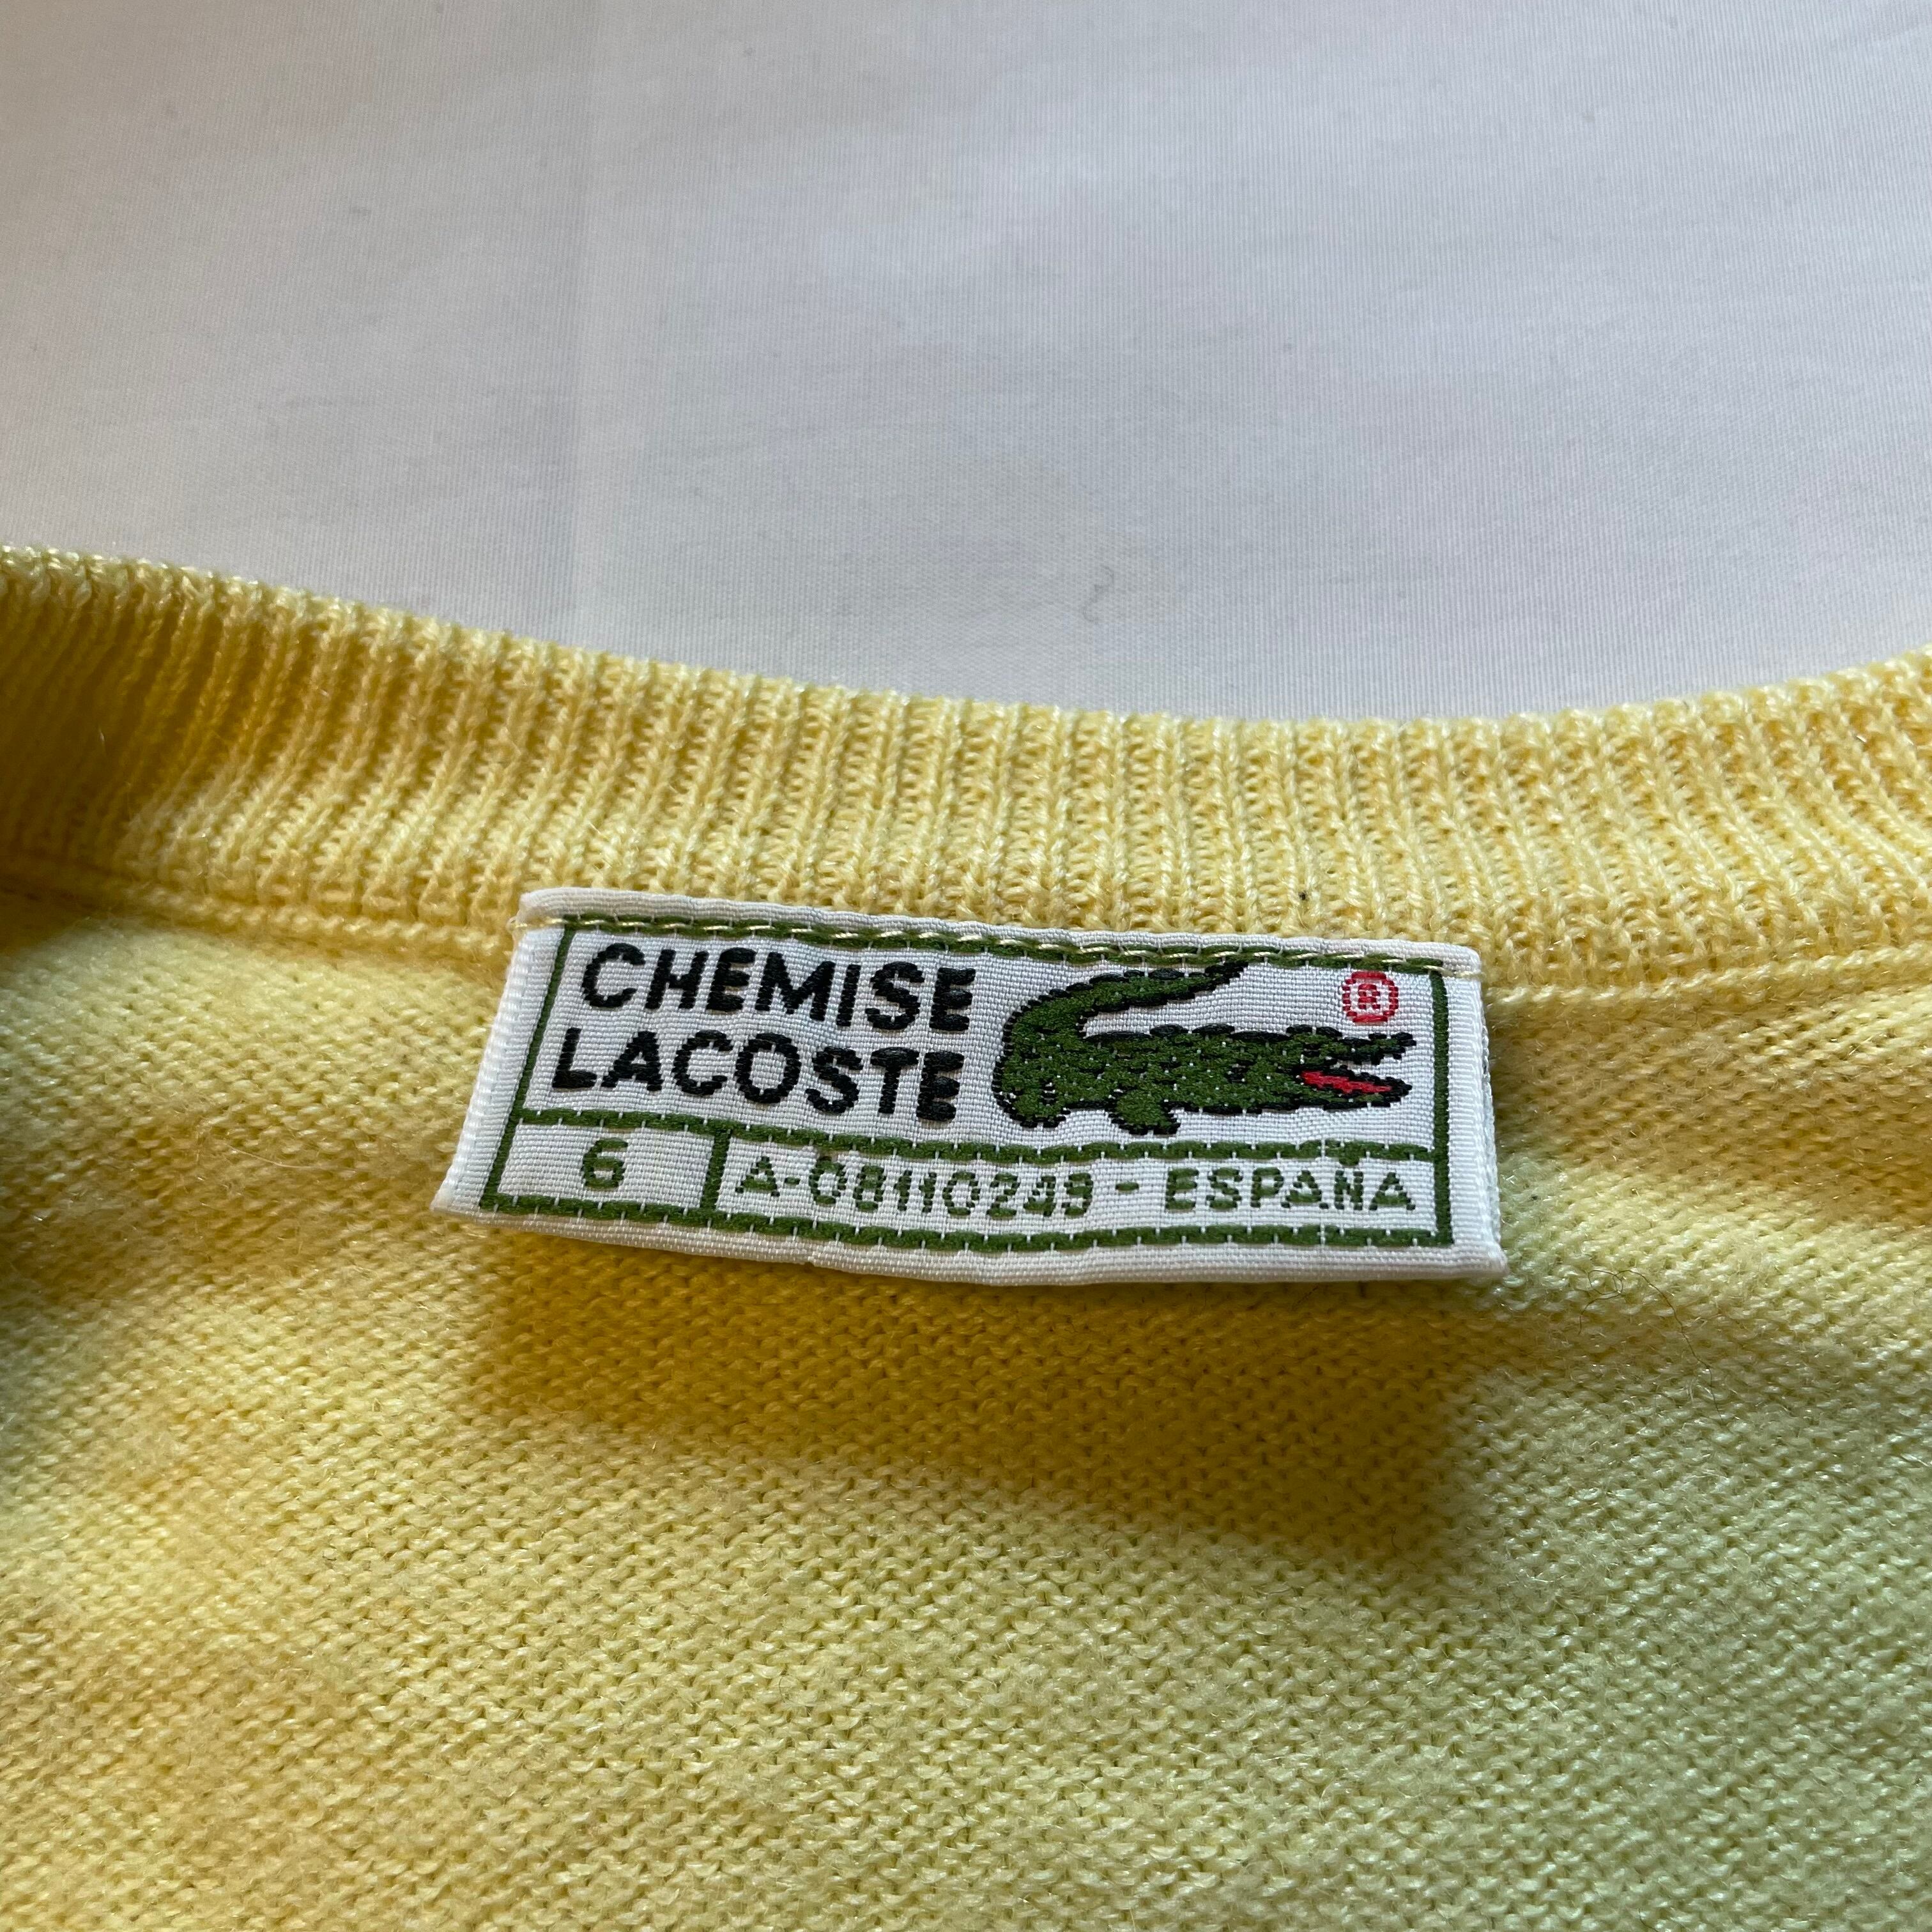 CHEMISE
LACOSTE
®
6
A-08110249 - ESPAÑA